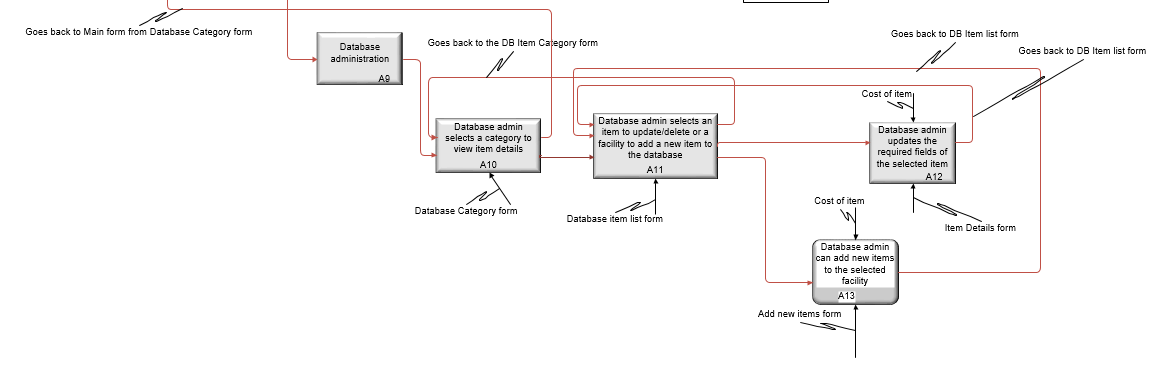 Goes back to Main form from Database Category form
Database
administration
A9
Goes back to the DB Item Category form
Goes back to DB Item list form
Goes back to DB Item list form
Database admin
selects a category to
view item details
A10
Database Category form
Database admin selects an
item to update/delete or a
facility to add a new item to
the database
A11
Database item list form
Cost of item
Database admin
updates the
required fields of
the selected item
A12
Item Details form
Cost of item
Database admin
can add new items
to the selected
facility
A13
Add new items form